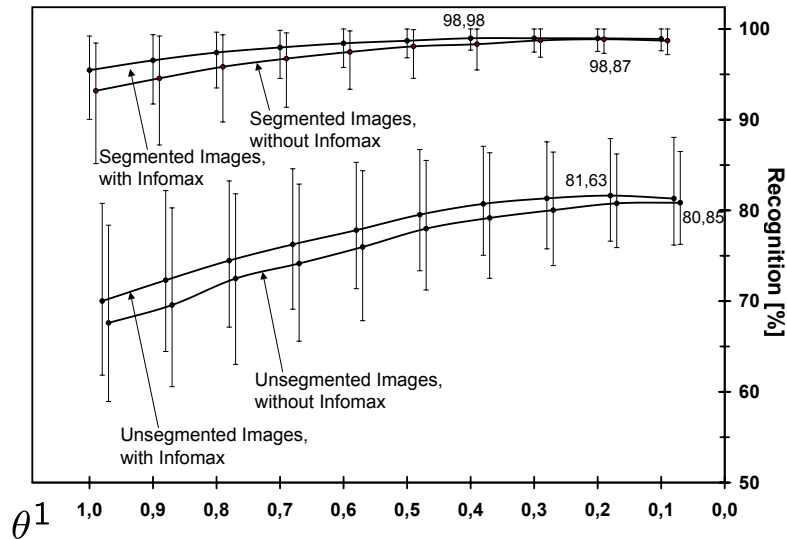 98,98
100
98,87
Segmented Images,
without Infomax
90
Segmented Images,
with Infomax
81,63
80
80,85
Recognition [%]
70
Unsegmented Images,
without Infomax
60
Unsegmented Images,
with Infomax
50
θ1 1,0 0,9 0,8 0,7 0,6 0,5 0,4 0,3 0,2 0,1 0,0